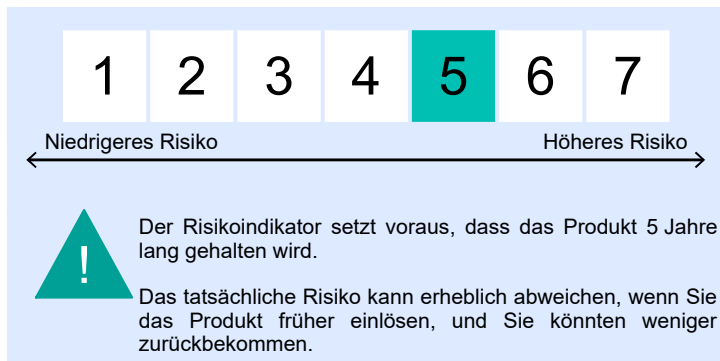 1 2 3 4 5 6 7
Niedrigeres Risiko Höheres Risiko
!
Der Risikoindikator setzt voraus, dass das Produkt 5 Jahre
lang gehalten wird.
Das tatsächliche Risiko kann erheblich abweichen, wenn Sie
das Produkt früher einlösen, und Sie könnten weniger
zurückbekommen.